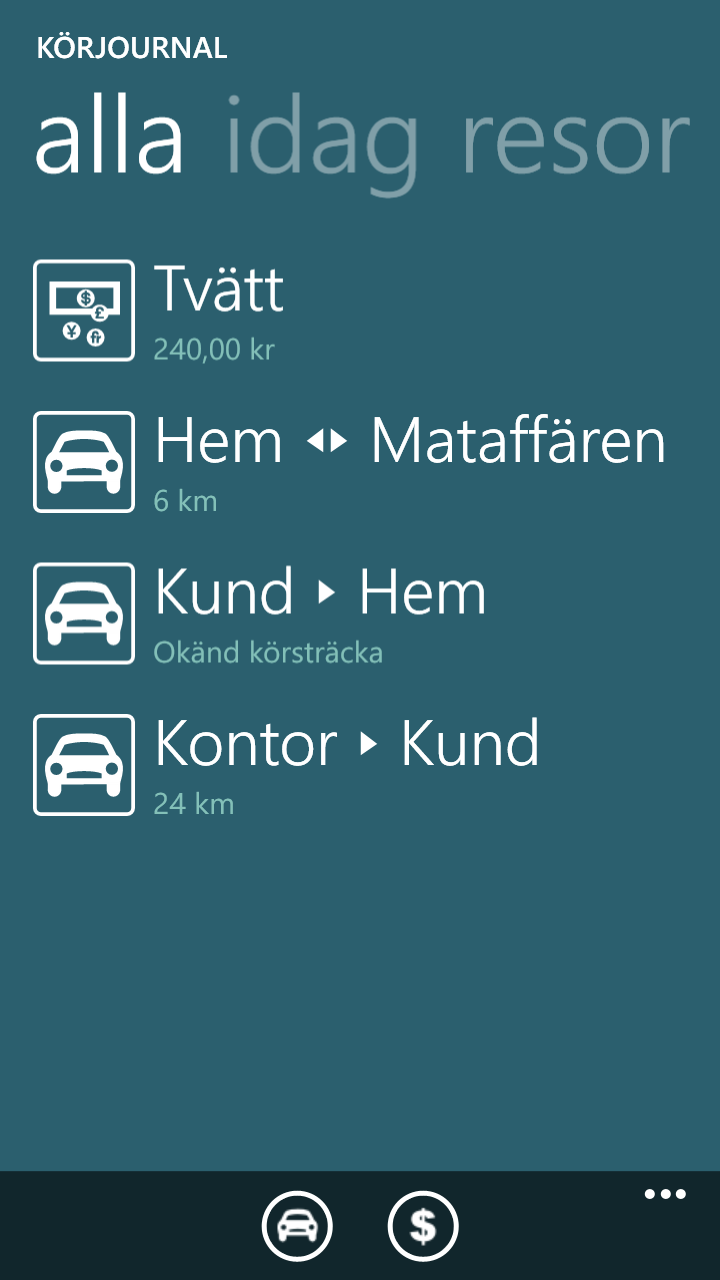 KÖRJOURNAL
alla idag resor
Tvätt
240,00 kr
Hem ◂▸ Mataffären
6 km
Kund ▸ Hem
Okänd körsträcka
Kontor ▸ Kund
24 km